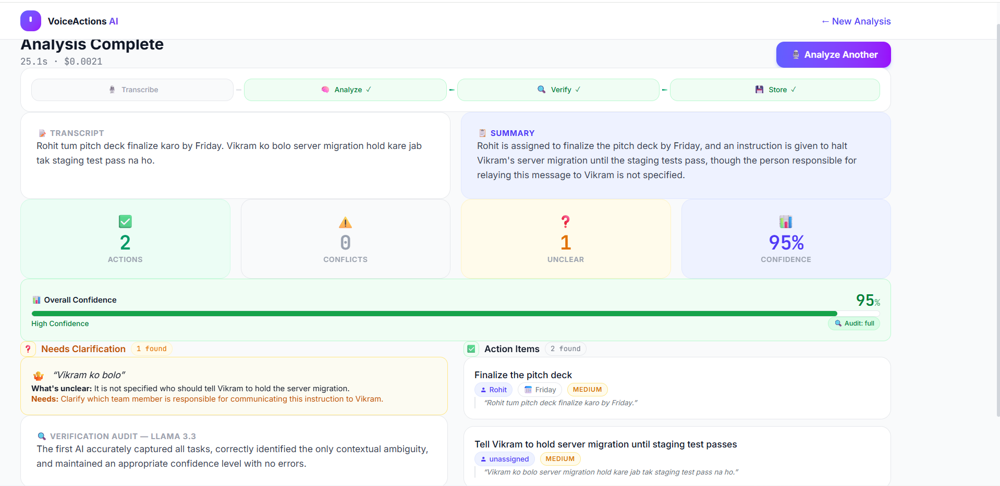 VoiceActions AI
← New Analysis
Analysis Complete
25.1s · $0.0021
Analyze Another
Transcribe
Analyze ✓
Verify ✓
Store ✓
TRANSCRIPT
Rohit tum pitch deck finalize karo by Friday. Vikram ko bolo server migration hold kare jab
tak staging test pass na ho.
SUMMARY
Rohit is assigned to finalize the pitch deck by Friday, and an instruction is given to halt
Vikram's server migration until the staging tests pass, though the person responsible for
relaying this message to Vikram is not specified.
2
ACTIONS
0
CONFLICTS
1
UNCLEAR
95%
CONFIDENCE
Overall Confidence
95%
High Confidence
Audit: full
Needs Clarification
1 found
“Vikram ko bolo”
What's unclear: It is not specified who should tell Vikram to hold the server migration.
Needs: Clarify which team member is responsible for communicating this instruction to Vikram.
VERIFICATION AUDIT — LLAMA 3.3
The first AI accurately captured all tasks, correctly identified the only contextual ambiguity,
and maintained an appropriate confidence level with no errors.
Action Items
2 found
Finalize the pitch deck
Rohit
Friday
MEDIUM
“Rohit tum pitch deck finalize karo by Friday.”
Tell Vikram to hold server migration until staging test passes
unassigned
MEDIUM
“Vikram ko bolo server migration hold kare jab tak staging test pass na ho.”